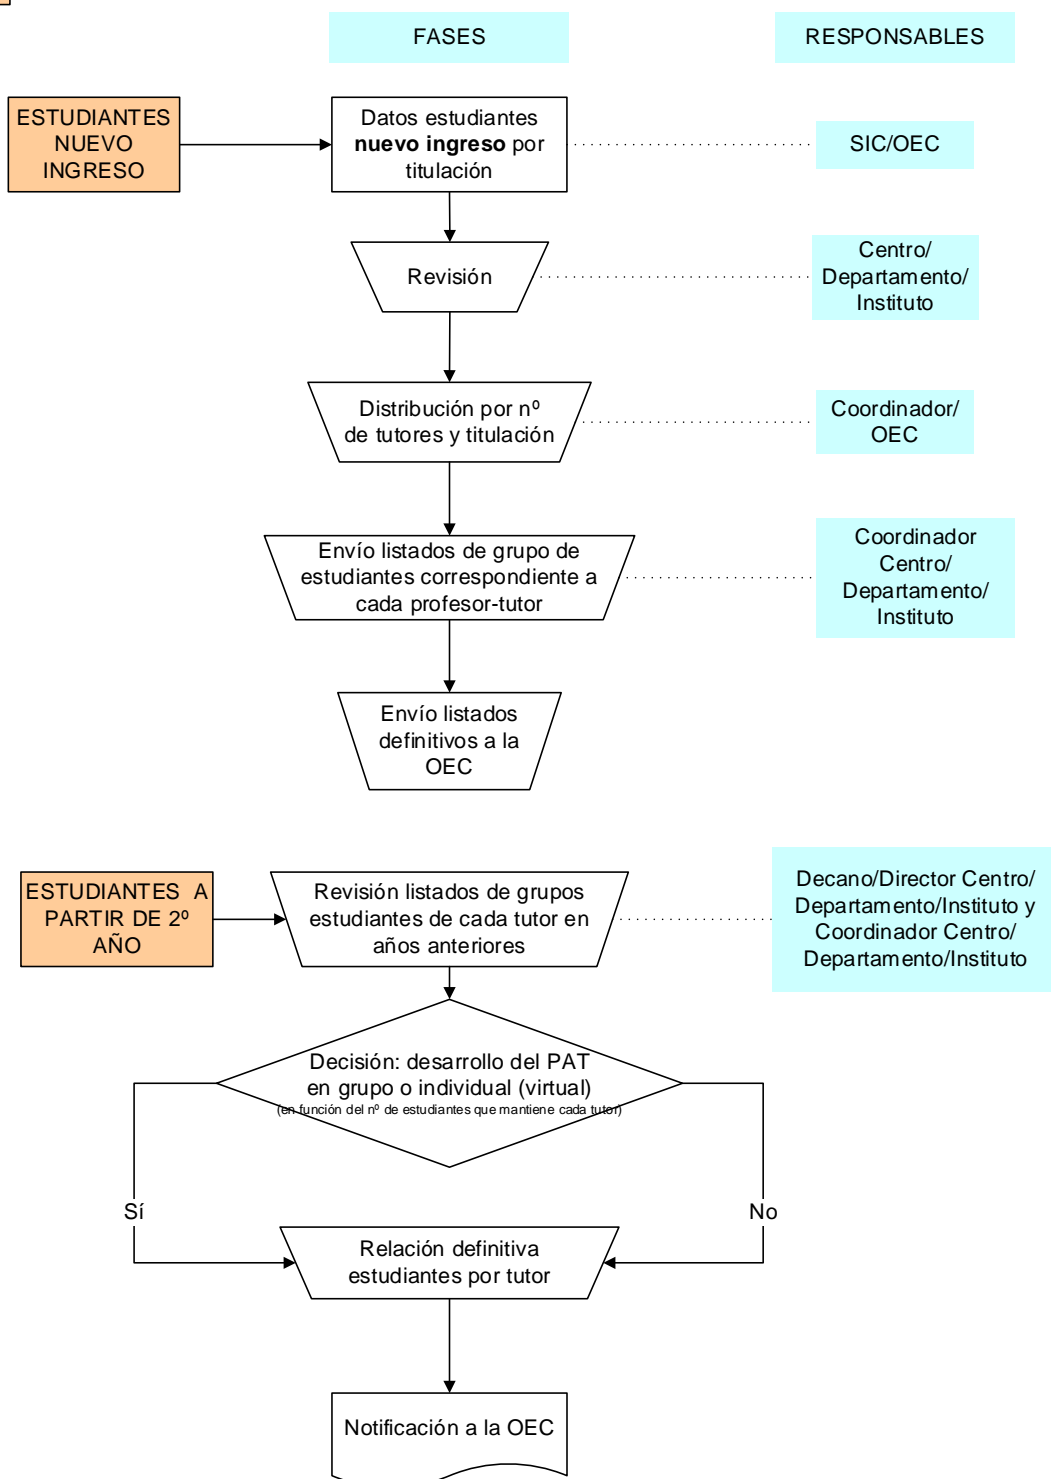 FASES
RESPONSABLES
ESTUDIANTES
NUEVO
INGRESO
Datos estudiantes
nuevo ingreso por
titulación
SIC/OEC
Revisión
Centro/
Departamento/
Instituto
Distribución por nº
de tutores y titulación
Coordinador/
OEC
Envío listados de grupo de
estudiantes correspondiente a
cada profesor-tutor
Coordinador
Centro/
Departamento/
Instituto
Envío listados
definitivos a la
OEC
ESTUDIANTES A
PARTIR DE 2º
AÑO
Revisión listados de grupos
estudiantes de cada tutor en
años anteriores
Decano/Director Centro/
Departamento/Instituto y
Coordinador Centro/
Departamento/Instituto
Decisión: desarrollo del PAT
en grupo o individual (virtual)
(en función del nº de estudiantes que mantiene cada tutor)
Sí
No
Relación definitiva
estudiantes por tutor
Notificación a la OEC